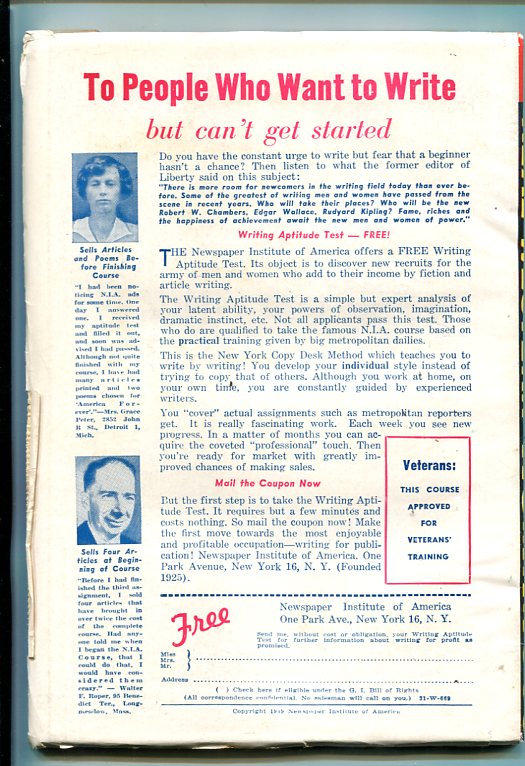 To People Who Want to Write
but can't get started
Do you have the constant urge to write but fear that a beginner
hasn't a chance? Then listen to what the former editor of
Liberty said on this subject:
"There is more room for newcomers in the writing field today than ever be-
fore. Some of the greatest of writing men and women have passed from the
scene in recent years. Who will take their places? Who will be the new
Robert W. Chambers, Edgar Wallace, Rudyard Kipling? Fame, riches and
the happiness of achievement await the new men and women of power."
Writing Aptitude Test — FREE!
THE Newspaper Institute of America offers a FREE Writing
Aptitude Test. Its object is to discover new recruits for the
army of men and women who add to their income by fiction and
article writing.
The Writing Aptitude Test is a simple but expert analysis of
your latent ability, your powers of observation, imagination,
dramatic instinct, etc. Not all applicants pass this test. Those
who do are qualified to take the famous N.I.A. course based on
the practical training given by big metropolitan dailies.
This is the New York Copy Desk Method which teaches you to
write by writing! You develop your individual style instead of
trying to copy that of others. Although you work at home, on
your own time, you are constantly guided by experienced
writers.
You "cover" actual assignments such as metropolitan reporters
get. It is really fascinating work. Each week you see new
progress. In a matter of months you can ac-
quire the coveted "professional" touch. Then
you're ready for market with greatly im-
proved chances of making sales.
Mail the Coupon Now
But the first step is to take the Writing Apti-
tude Test. It requires but a few minutes and
costs nothing. So mail the coupon now! Make
the first move towards the most enjoyable
and profitable occupation—writing for publi-
cation! Newspaper Institute of America. One
Park Avenue, New York 16, N. Y. (Founded
1925).
Veterans:
THIS COURSE
APPROVED
FOR
VETERANS'
TRAINING
Sells Articles
and Poems Be-
fore Finishing
Course
"I had been no-
ticing N.I.A. ads
for some time. One
day I answered
one. I received
my aptitude test
and filled it out,
and soon was ad-
vised I had passed.
Although not quite
finished with my
course, I have had
many articles
printed and two
poems chosen for
'America For-
ever'."—Mrs. Grace
Peter, 2852 John
R St., Detroit 1,
Mich.
Sells Four Ar-
ticles at Begin-
ning of Course
"Before I had fin-
ished the third as-
signment, I sold
four articles that
have brought in
over twice the cost
of the complete
course. Had any-
one told me when
I began the N.I.A.
Course, that I
could do that, I
would have con-
sidered them
crazy." — Walter
F. Roper, 95 Bene-
dict Ter., Long-
meadow, Mass.
Free
Newspaper Institute of America
One Park Ave., New York 16, N. Y.
Send me, without cost or obligation, your Writing Aptitude
Test for further information about writing for profit as
promised.
Miss
Mrs.
Mr.
Address
( ) Check here if eligible under the G. I. Bill of Rights
(All correspondence confidential. No salesman will call on you.) 31-W-669
Copyright 1949 Newspaper Institute of America